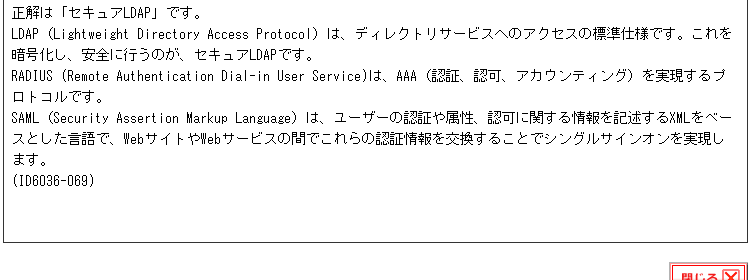 正解は「セキュアLDAP」です。
LDAP (Lightweight Directory Access Protocol) は、ディレクトリサービスへのアクセスの標準仕様です。これを
暗号化し、安全に行うのが、セキュアLDAPです。
RADIUS (Remote Authentication Dial-in User Service)は、AAA (認証、認可、アカウンティング) を実現するプ
ロトコルです。
SAML (Security Assertion Markup Language) は、ユーザーの認証や属性、認可に関する情報を記述するXMLをベー
スとした言語で、WebサイトやWebサービスの間でこれらの認証情報を交換することでシングルサインオンを実現し
ます。
(ID6036-069)
閉じる